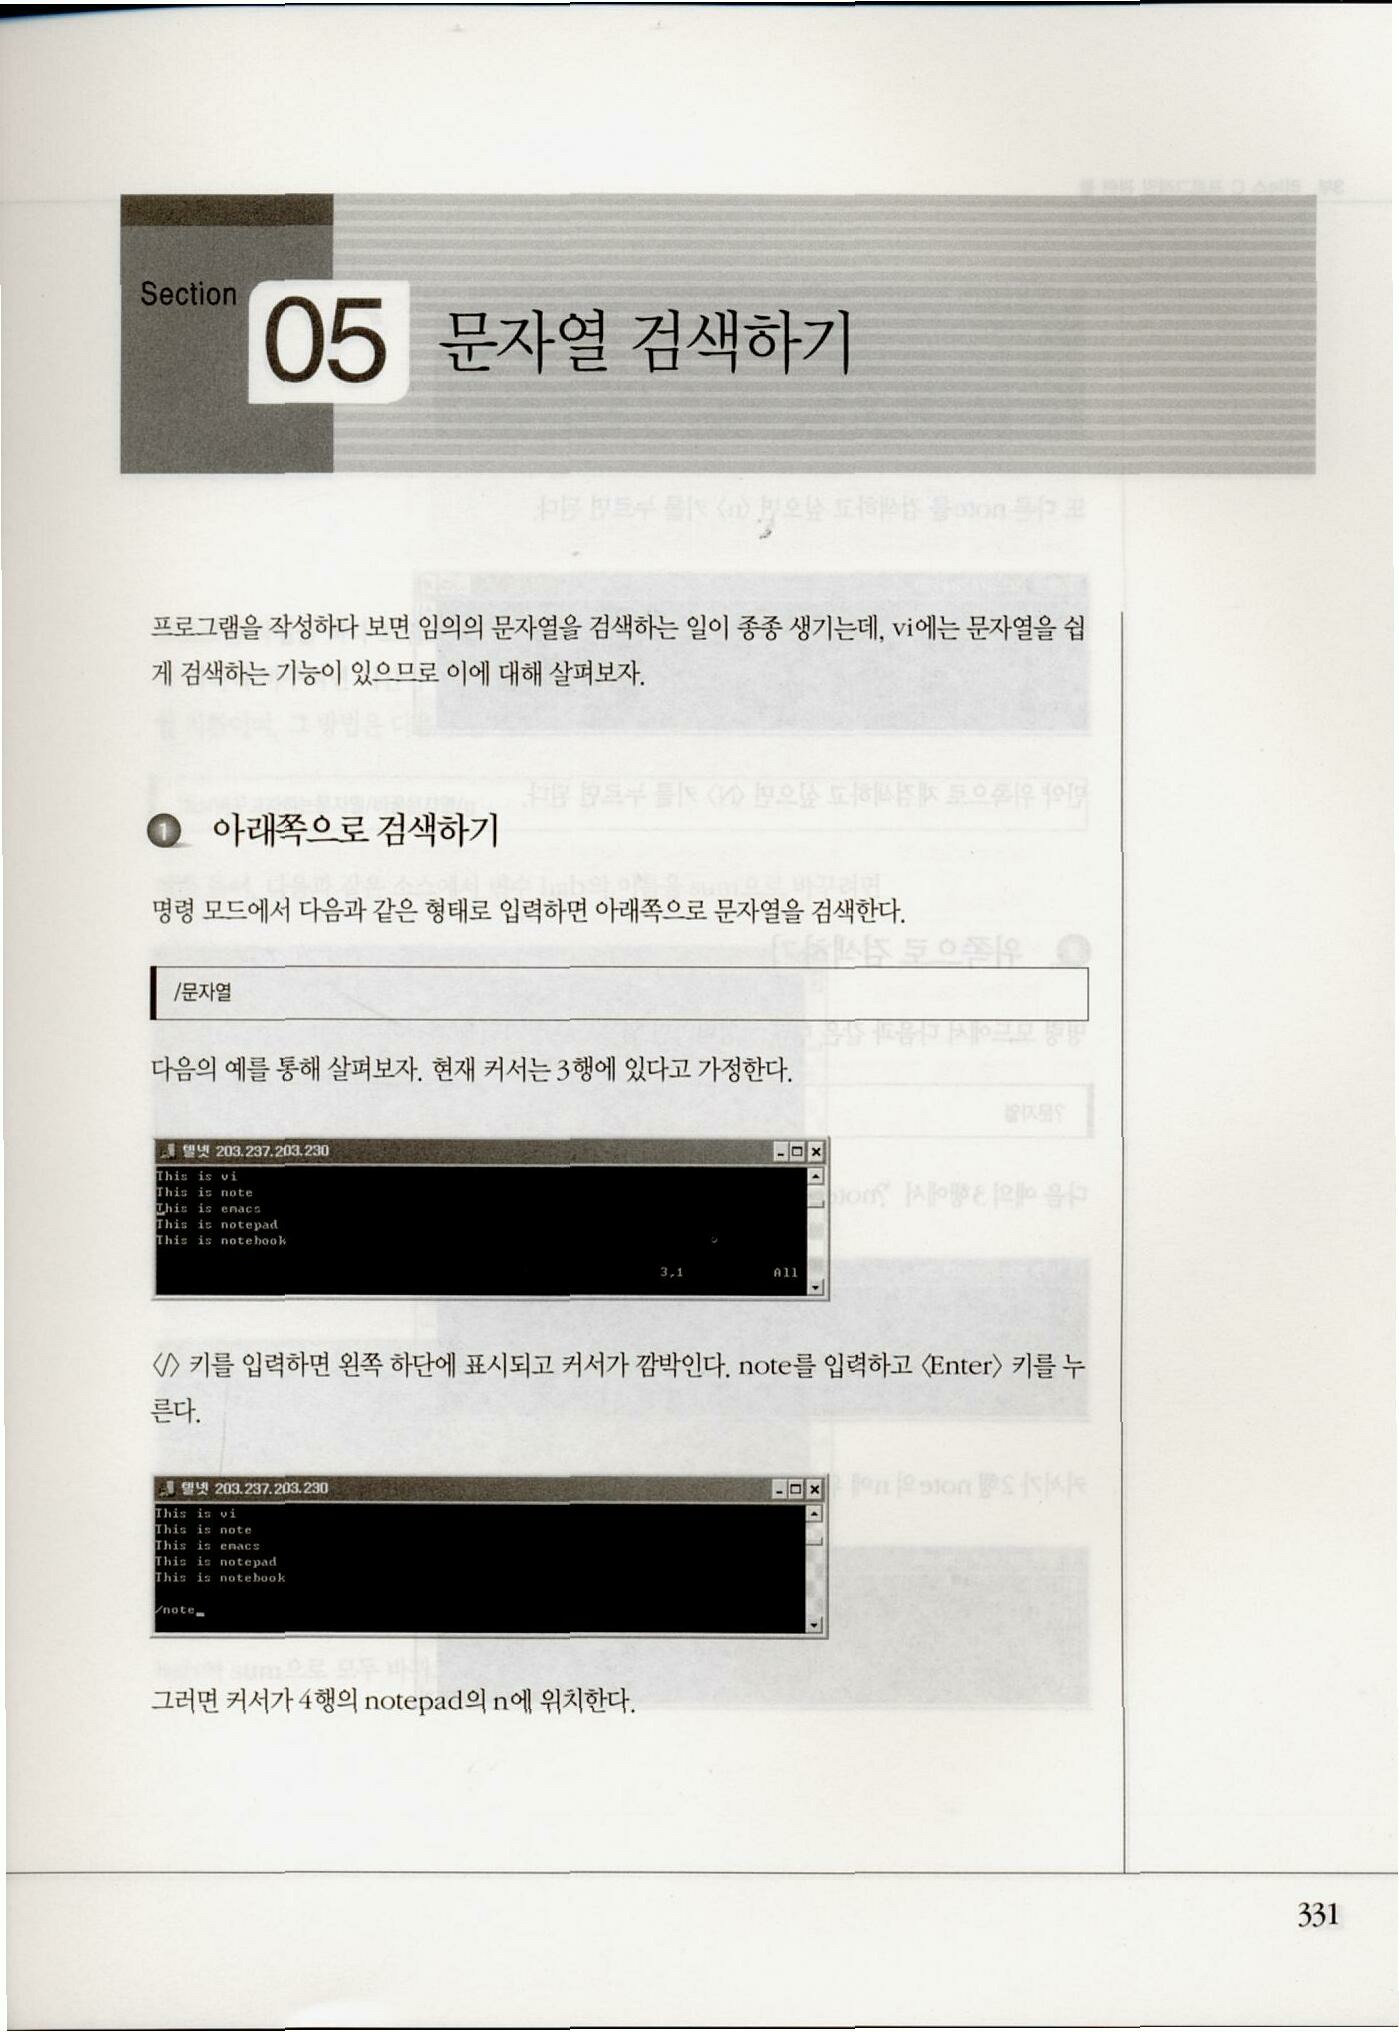 Section
05
문자열 검색하기
프로그램을 작성하다 보면 임의의 문자열을 검색하는 일이 종종 생기는데, vi에는 문자열을 쉽
게 검색하는 기능이 있으므로 이에 대해 살펴보자.
1 아래쪽으로 검색하기
명령 모드에서 다음과 같은 형태로 입력하면 아래쪽으로 문자열을 검색한다.
/문자열
다음의 예를 통해 살펴보자. 현재 커서는 3행에 있다고 가정한다.
텔넷 203.237.203.230
This is vi
This is note
This is emacs
This is notepad
This is notebook
3,1 All
〈/〉 키를 입력하면 왼쪽 하단에 표시되고 커서가 깜박인다. note를 입력하고 〈Enter〉 키를 누
른다.
텔넷 203.237.203.230
This is vi
This is note
This is emacs
This is notepad
This is notebook
/note
그러면 커서가 4행의 notepad의 n에 위치한다.
331